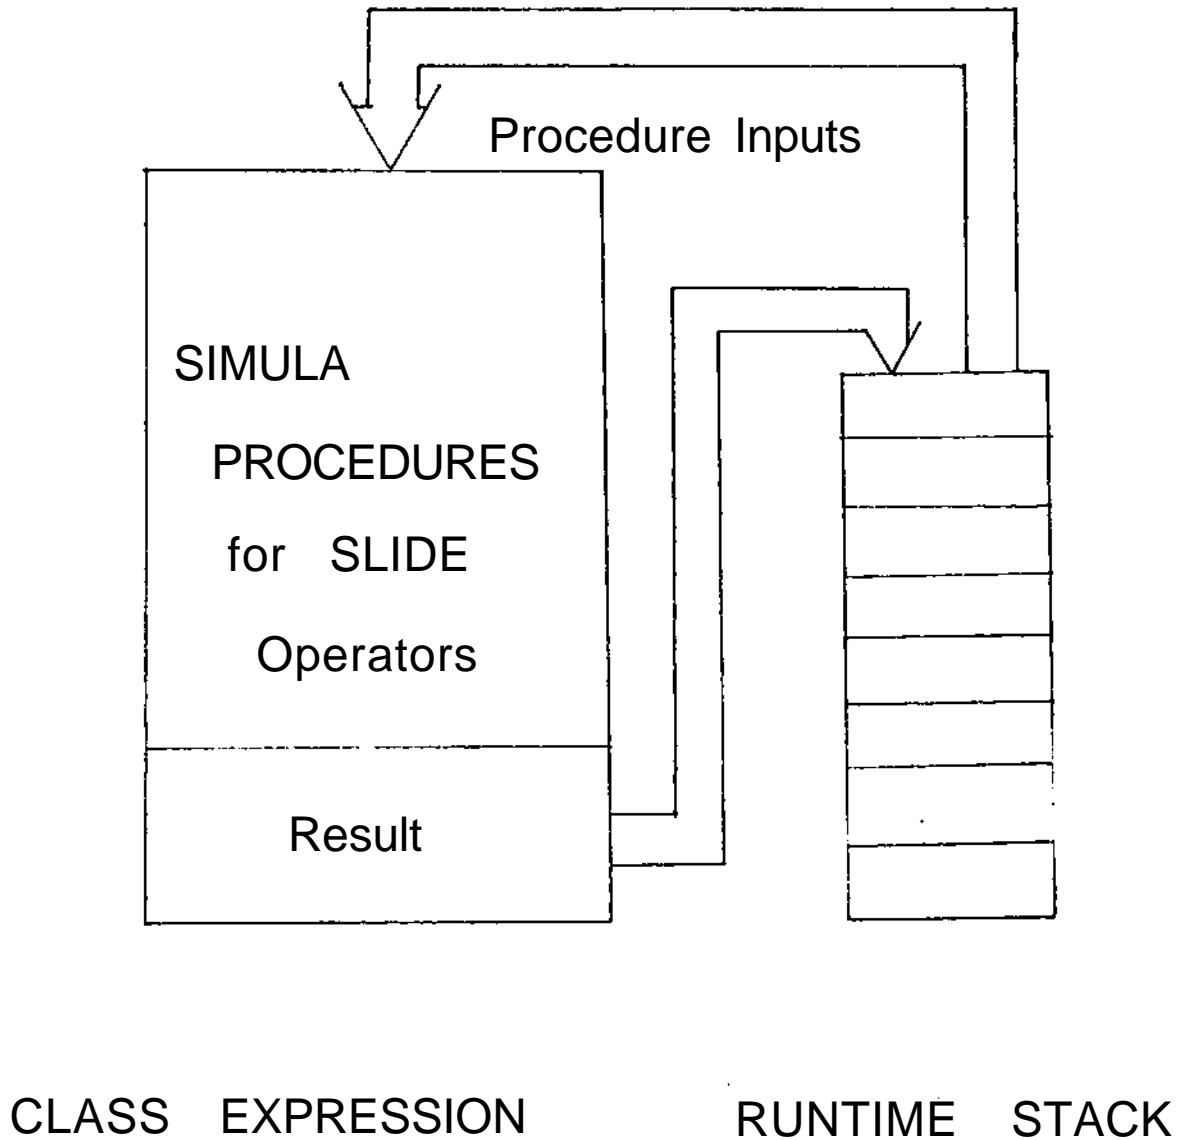 Procedure Inputs
SIMULA
PROCEDURES
for SLIDE
Operators
Result
CLASS EXPRESSION
RUNTIME STACK